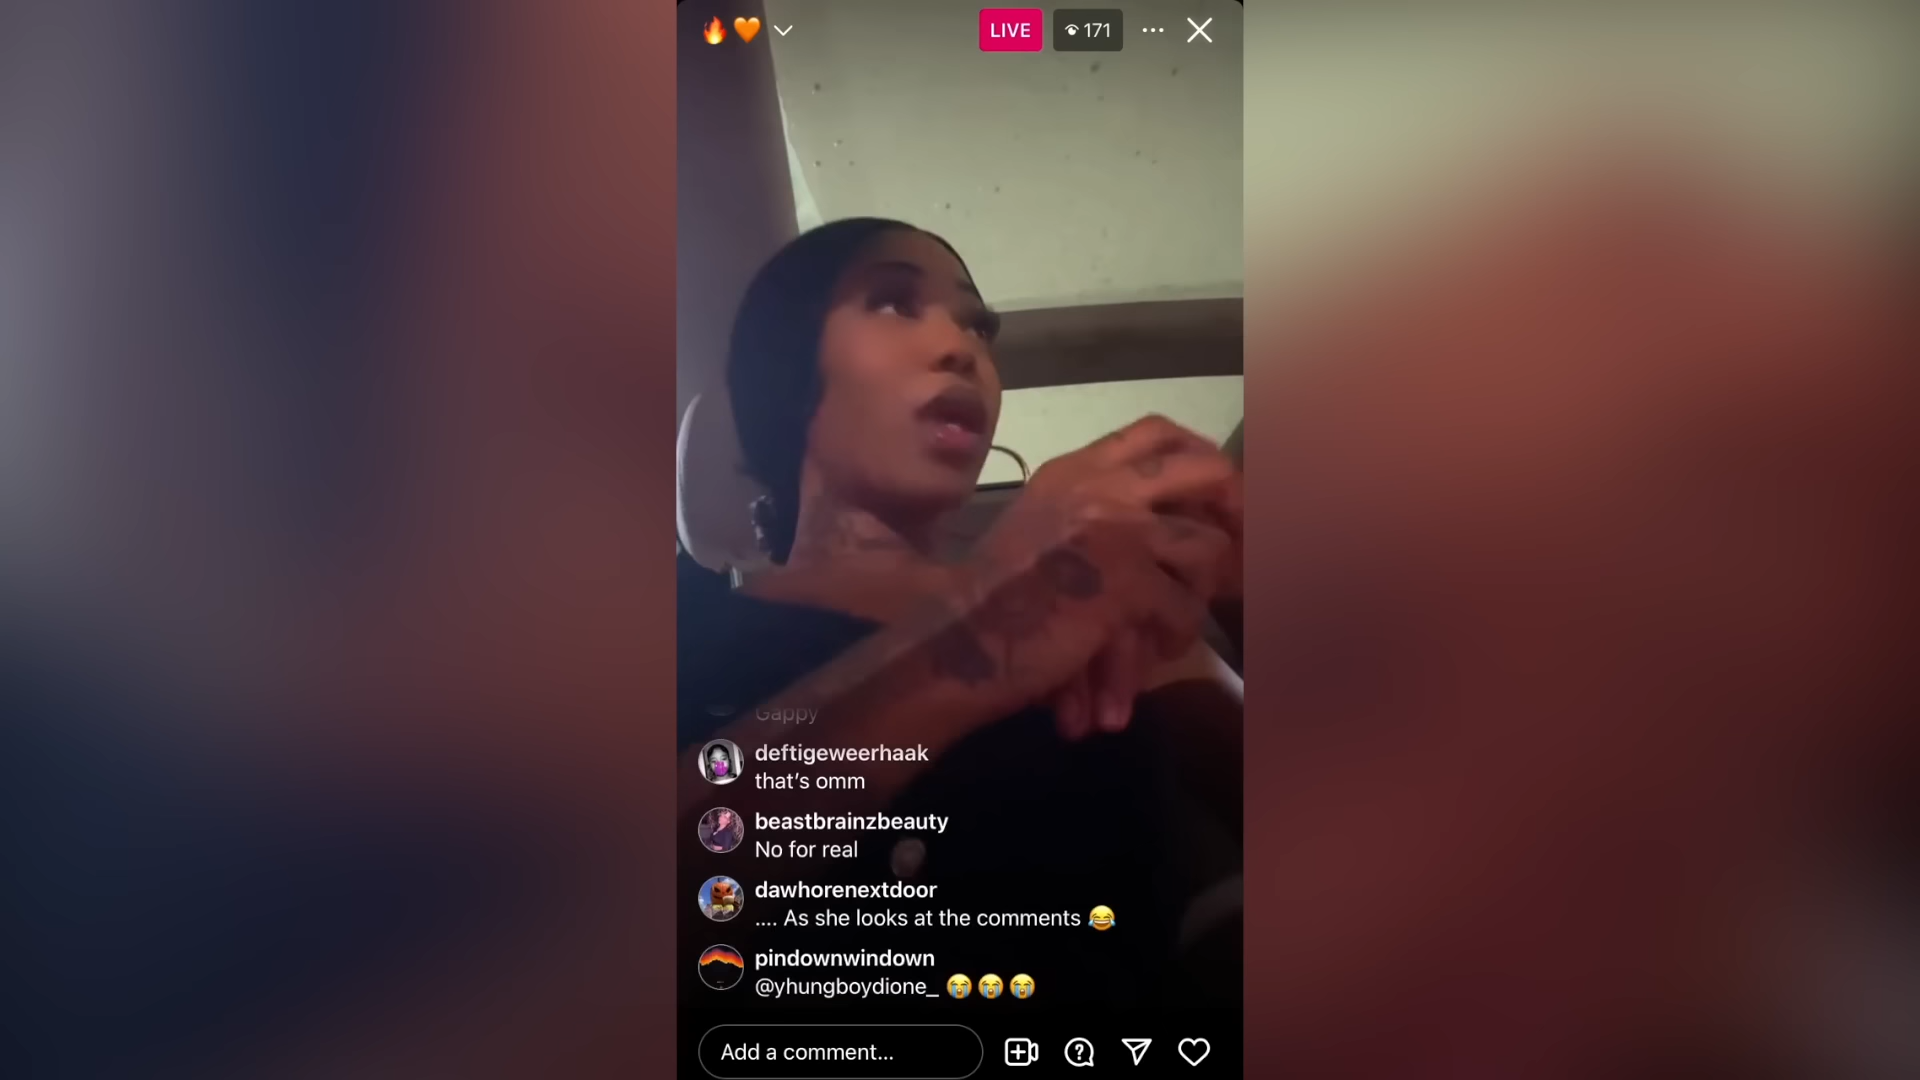 🔥🧡
LIVE
171
Gappy
deftigeweerhaak
that’s omm
beastbrainzbeauty
No for real
dawhorenextdoor
.... As she looks at the comments 😂
pindownwindown
@yhungboydione_ 😭😭😭
Add a comment...